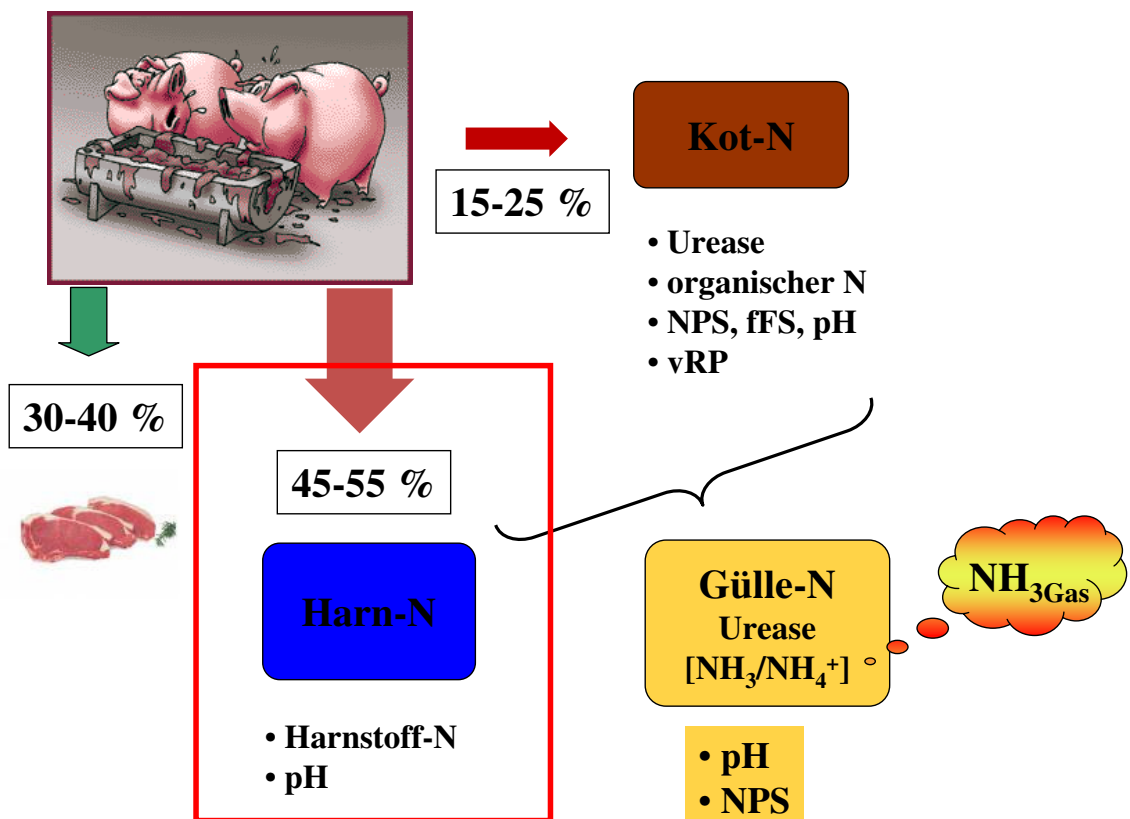 Kot-N
15-25 %
• Urease
• organischer N
• NPS, fFS, pH
• vRP
30-40 %
45-55 %
Harn-N
• Harnstoff-N
• pH
Gülle-N
Urease
[NH₃/NH₄⁺]
NH₃Gas
• pH
• NPS